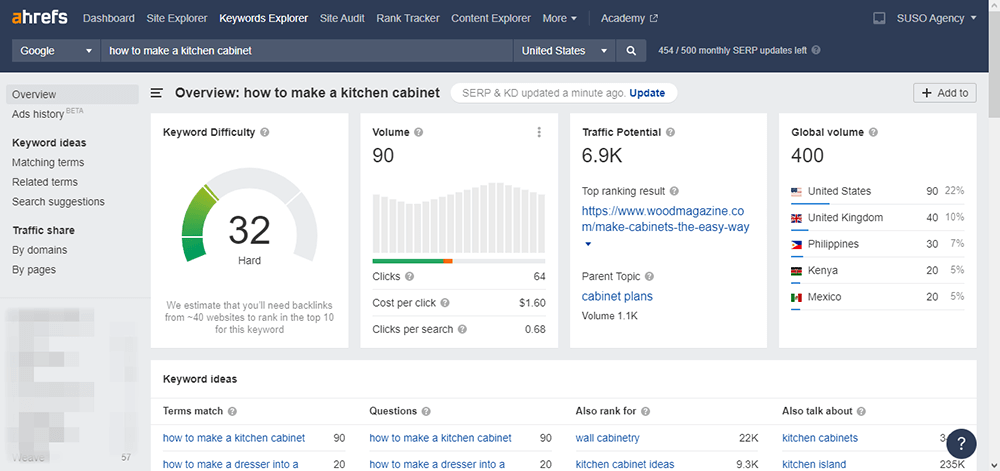 ahrefs Dashboard Site Explorer Keywords Explorer Site Audit Rank Tracker Content Explorer More Academy SUSO Agency
Google how to make a kitchen cabinet United States 454 / 500 monthly SERP updates left
Overview
Ads history BETA
Keyword ideas
Matching terms
Related terms
Search suggestions
Traffic share
By domains
By pages
57
Overview: how to make a kitchen cabinet SERP & KD updated a minute ago. Update + Add to
Keyword Difficulty
32
Hard
We estimate that you'll need backlinks
from ~40 websites to rank in the top 10
for this keyword
Volume
90
Clicks 64
Cost per click $1.60
Clicks per search 0.68
Traffic Potential
6.9K
Top ranking result
https://www.woodmagazine.co
m/make-cabinets-the-easy-way
Parent Topic
cabinet plans
Volume 1.1K
Global volume
400
United States 90 22%
United Kingdom 40 10%
Philippines 30 7%
Kenya 20 5%
Mexico 20 5%
Keyword ideas
Terms match Questions Also rank for Also talk about
how to make a kitchen cabinet 90 how to make a kitchen cabinet 90 wall cabinetry 22K kitchen cabinets
how to make a dresser into a 20 how to make a dresser into a 20 kitchen cabinet ideas 9.3K kitchen island 235K
?